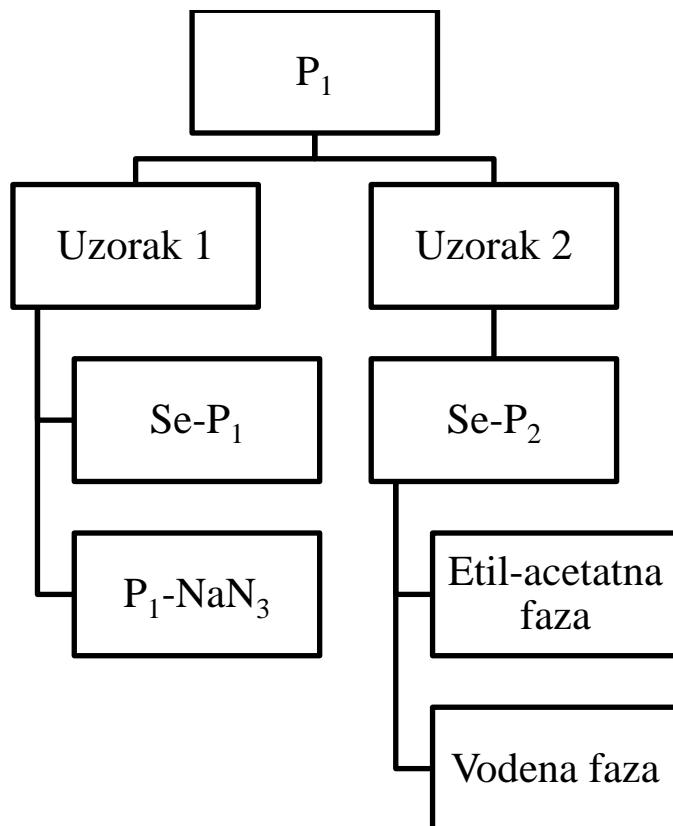 P₁
Uzorak 1
Uzorak 2
Se-P₁
Se-P₂
P₁-NaN₃
Etil-acetatna
faza
Vodena faza